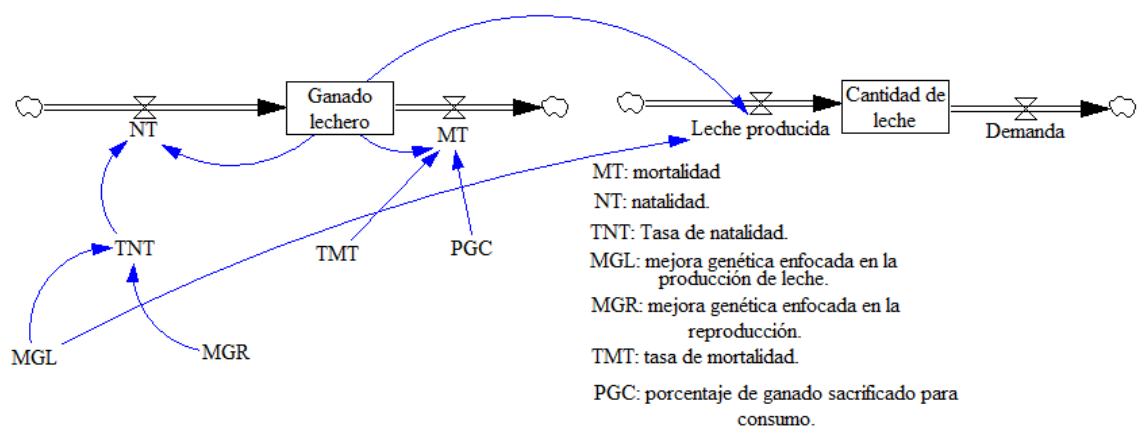 Ganado
lechero
NT
MT
Leche producida
Cantidad de
leche
Demanda
TNT
TMT
PGC
MGL
MGR
MT: mortalidad
NT: natalidad.
TNT: Tasa de natalidad.
MGL: mejora genética enfocada en la
producción de leche.
MGR: mejora genética enfocada en la
reproducción.
TMT: tasa de mortalidad.
PGC: porcentaje de ganado sacrificado para
consumo.